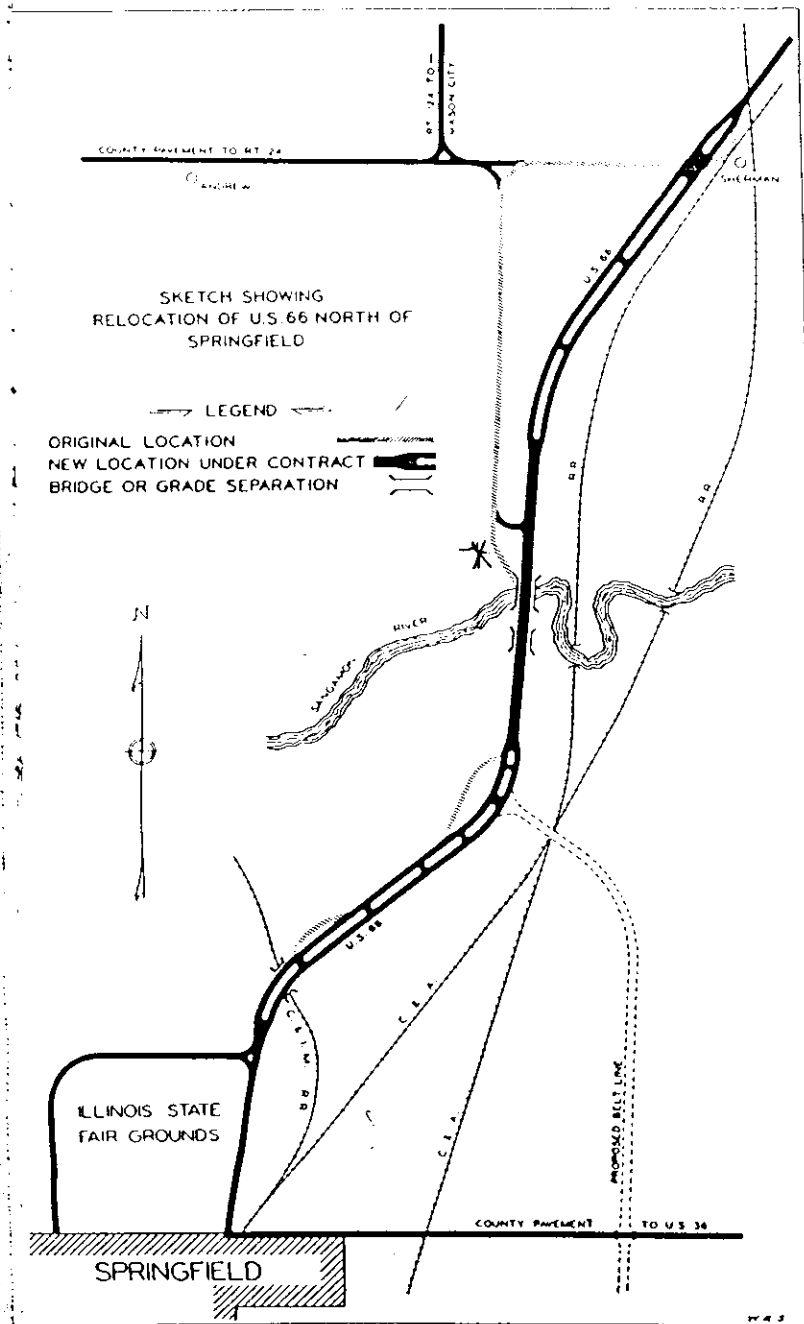 RT. 24 TO
MASON CITY
COUNTY PAVEMENT TO RT. 24
ANDREW
SHERMAN
SKETCH SHOWING
RELOCATION OF U.S. 66 NORTH OF
SPRINGFIELD
U.S. 66
LEGEND
ORIGINAL LOCATION
NEW LOCATION UNDER CONTRACT
BRIDGE OR GRADE SEPARATION
R R
R R
N
SANGAMON RIVER
U.S. 66
C & I. M. RR
C & A
C & A
PROPOSED BELT LINE
ILLINOIS STATE
FAIR GROUNDS
COUNTY PAVEMENT TO U.S. 36
SPRINGFIELD